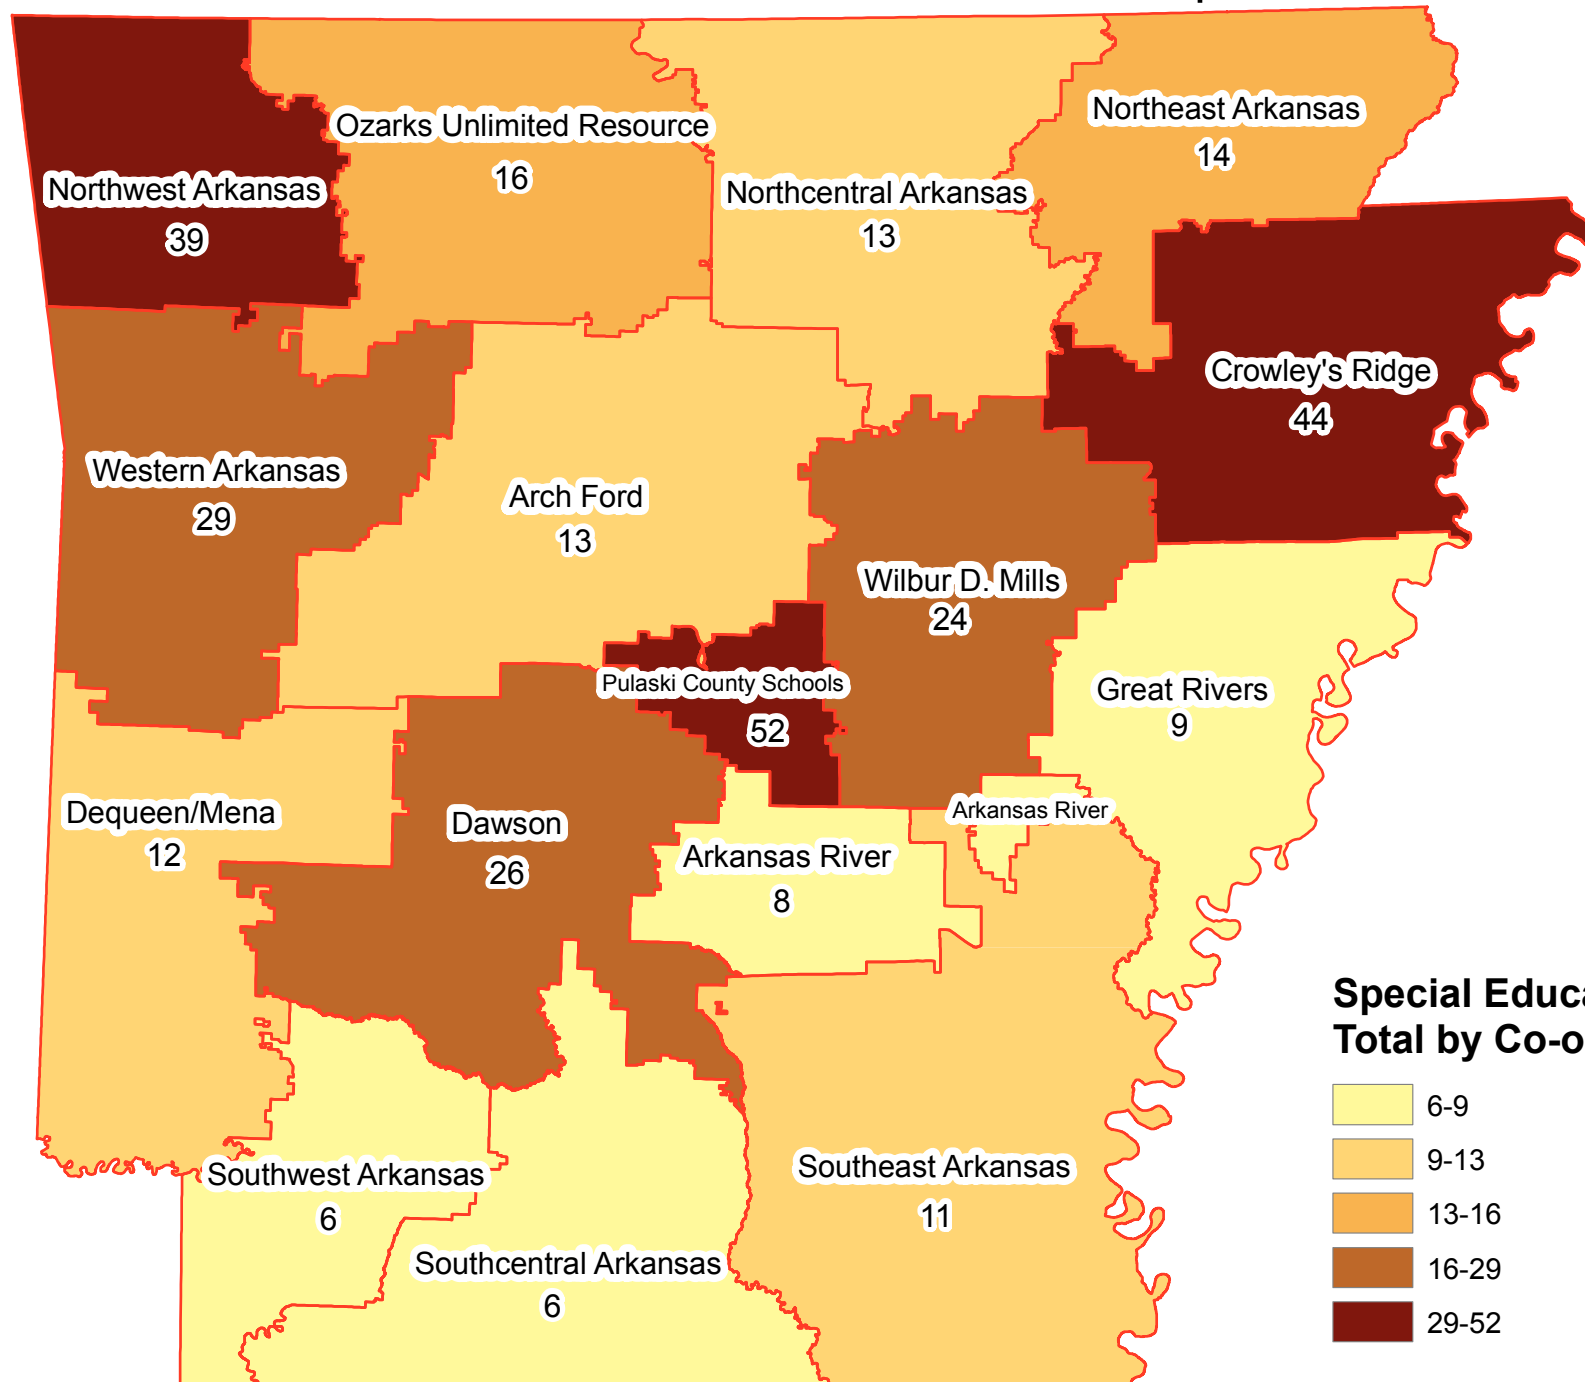 Northeast Arkansas
14
Ozarks Unlimited Resource
16
Northwest Arkansas
39
Northcentral Arkansas
13
Crowley's Ridge
44
Western Arkansas
29
Arch Ford
13
Wilbur D. Mills
24
Pulaski County Schools
52
Great Rivers
9
Dequeen/Mena
12
Dawson
26
Arkansas River
Arkansas River
8
Southwest Arkansas
6
Southeast Arkansas
11
Southcentral Arkansas
6
Special Educa
Total by Co-o
6-9
9-13
13-16
16-29
29-52